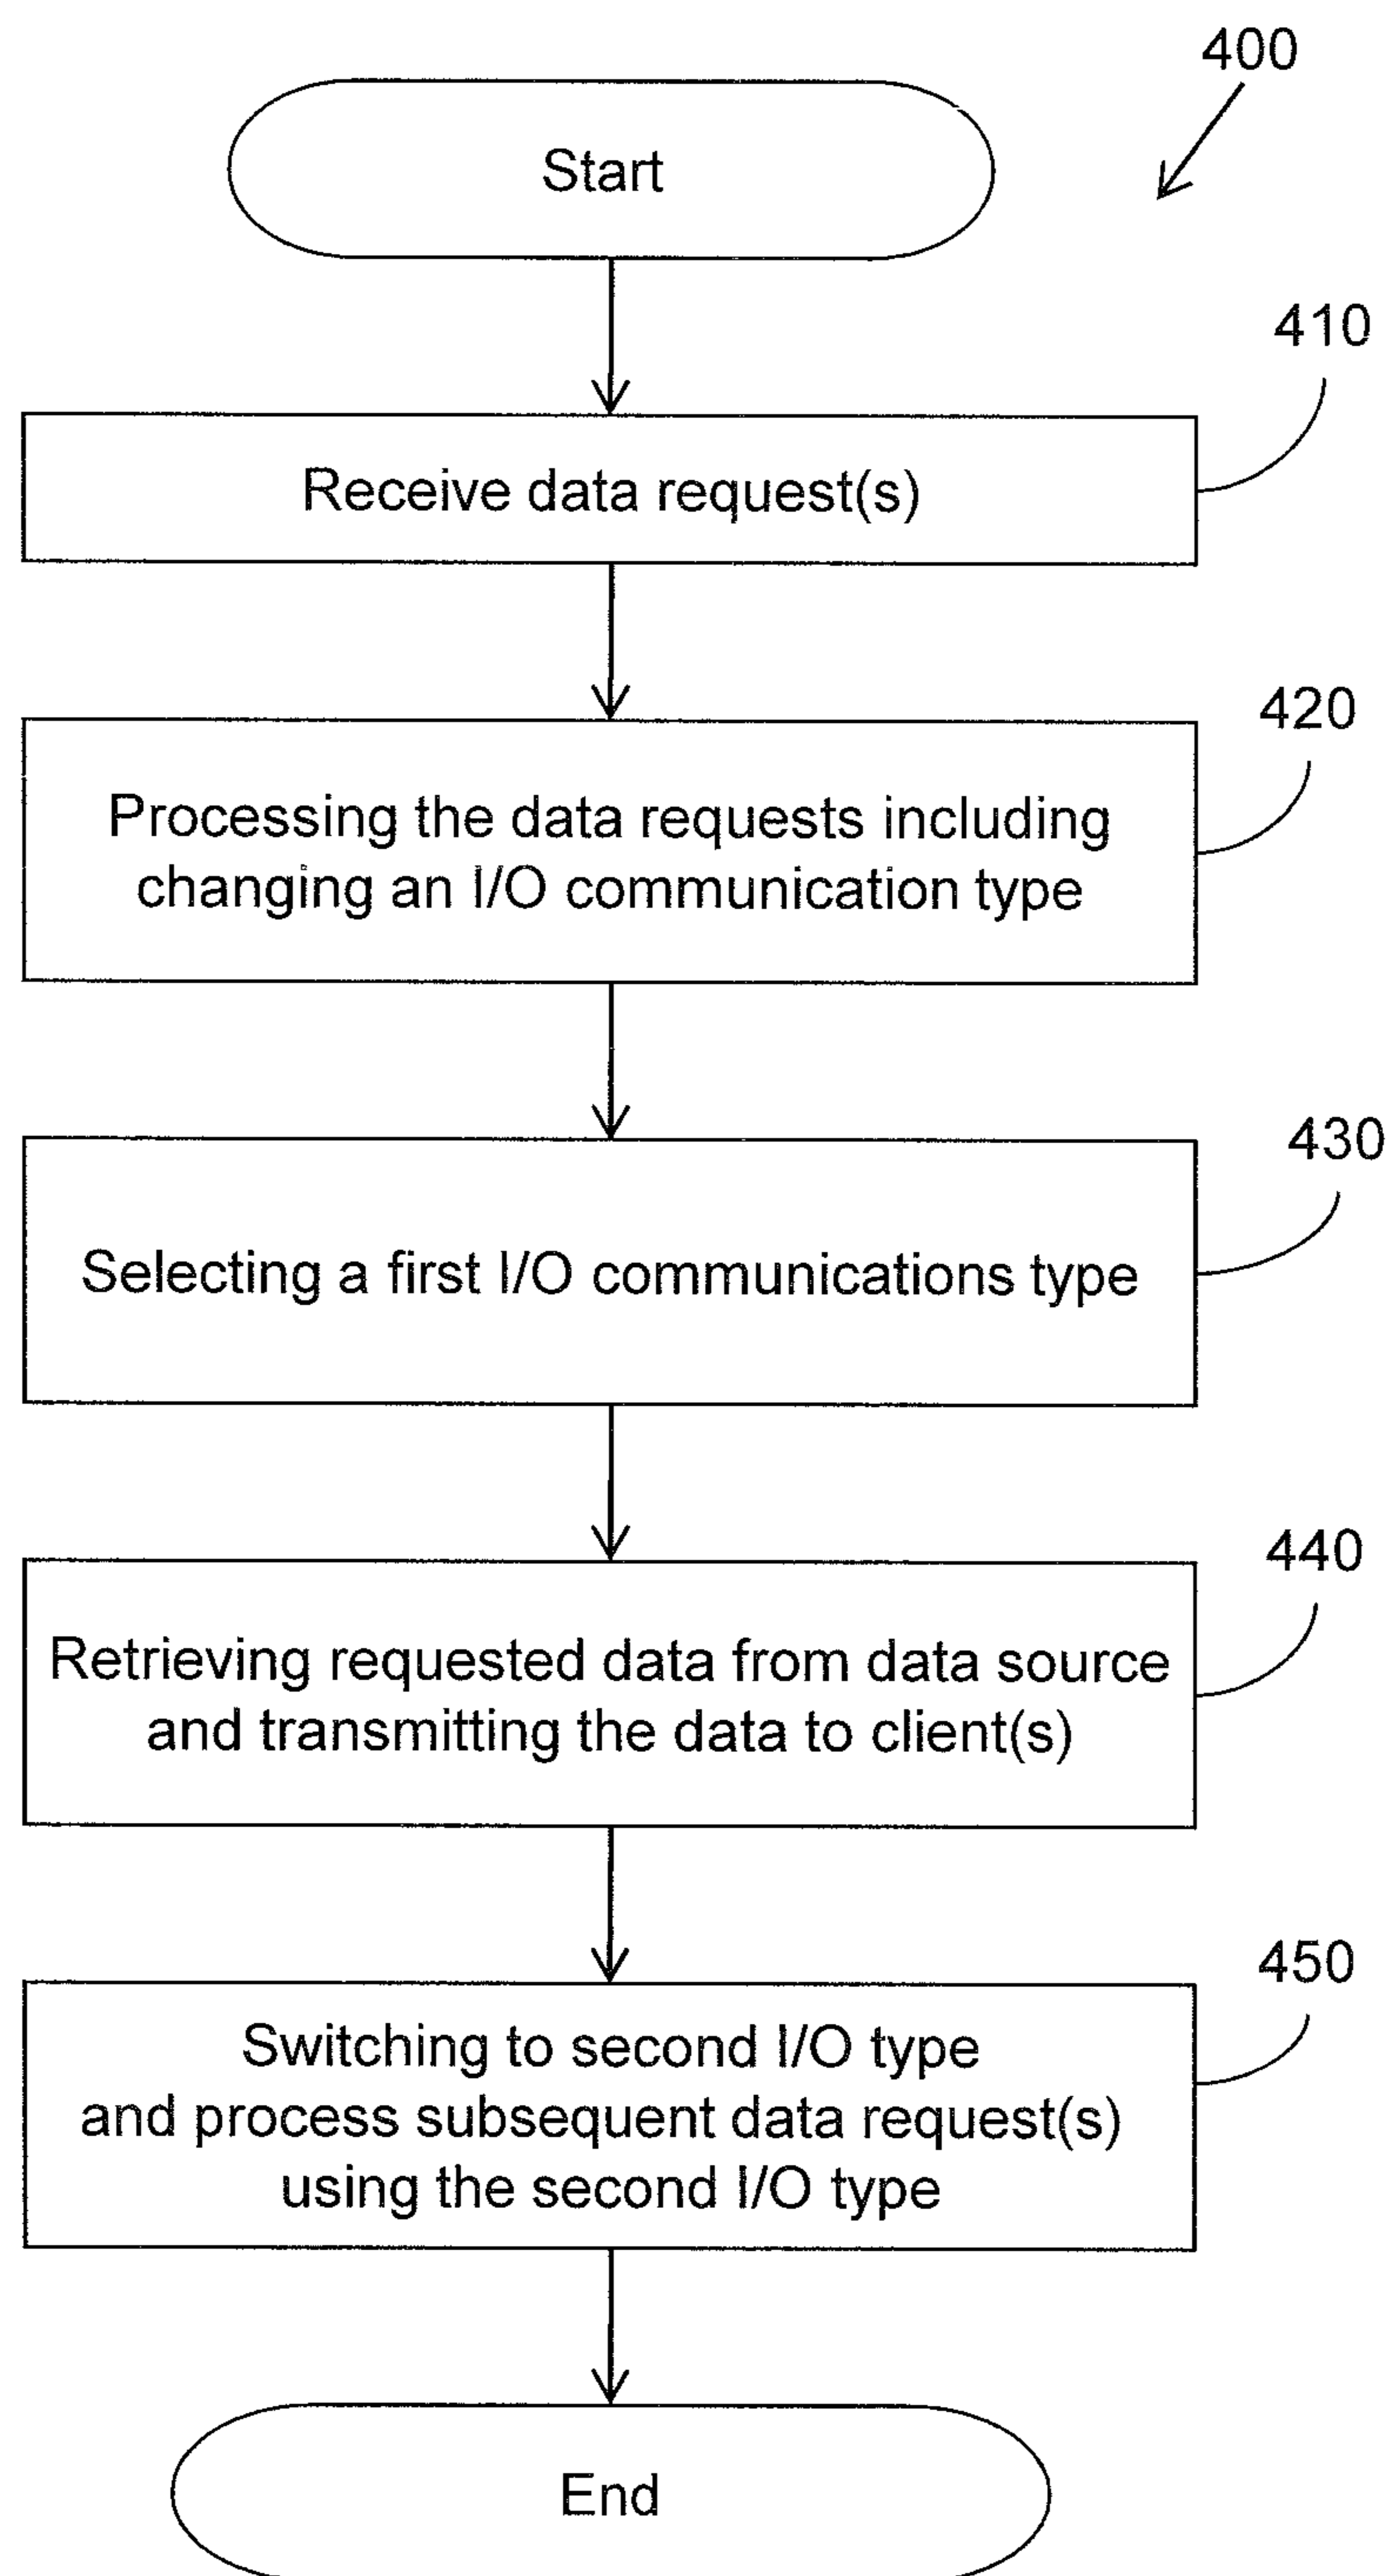 400
Start
410
Receive data request(s)
420
Processing the data requests including
changing an I/O communication type
430
Selecting a first I/O communications type
440
Retrieving requested data from data source
and transmitting the data to client(s)
450
Switching to second I/O type
and process subsequent data request(s)
using the second I/O type
End